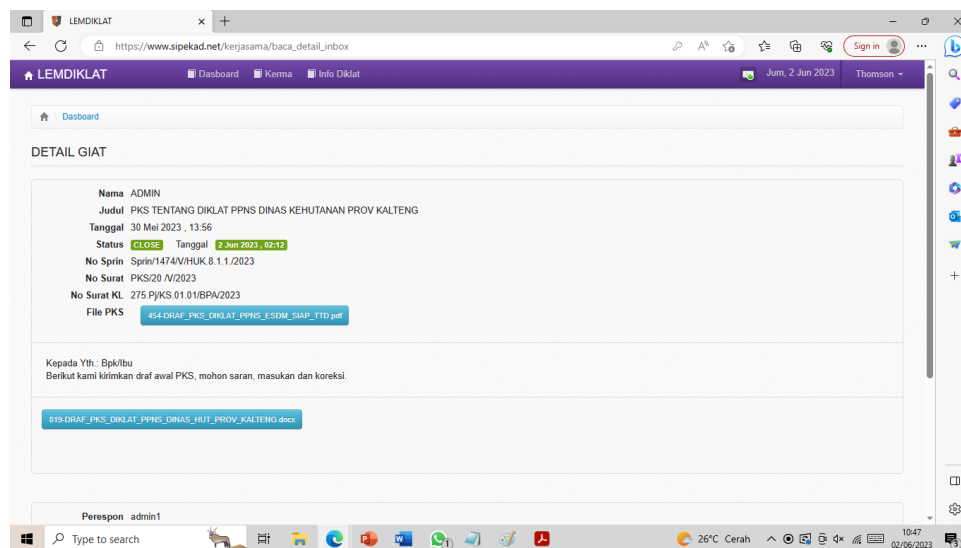 LEMDIKLAT
https://www.sipekad.net/kerjasama/baca_detail_inbox
Sign in
LEMDIKLAT Dasboard Kerma Info Diklat Jum, 2 Jun 2023 Thomson
Dasboard
DETAIL GIAT
Nama ADMIN
Judul PKS TENTANG DIKLAT PPNS DINAS KEHUTANAN PROV KALTENG
Tanggal 30 Mei 2023 , 13:56
Status CLOSE Tanggal 2 Jun 2023 , 02:12
No Sprin Sprin/1474/V/HUK.8.1.1./2023
No Surat PKS/20 /V/2023
No Surat KL 275.Pj/KS.01.01/BPA/2023
File PKS 454-DRAF_PKS_DIKLAT_PPNS_ESDM_SIAP_TTD.pdf
Kepada Yth.: Bpk/Ibu
Berikut kami kirimkan draf awal PKS, mohon saran, masukan dan koreksi.
819-DRAF_PKS_DIKLAT_PPNS_DINAS_HUT_PROV_KALTENG.docx
Perespon admin1
Type to search 26°C Cerah 10:47
02/06/2023